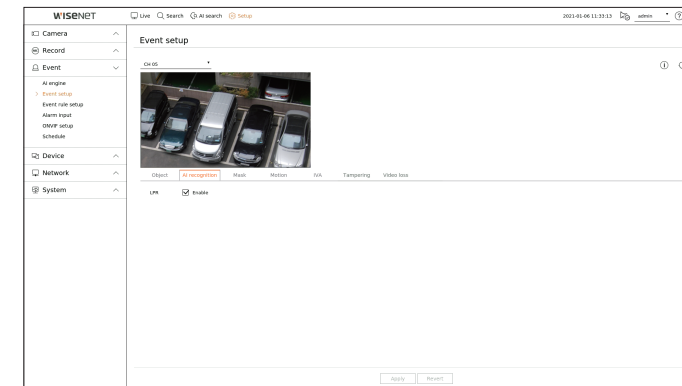 WISENET
Live Search AI search Setup 2021-01-06 11:33:13 admin
Camera
Record
Event
AI engine
Event setup
Event rule setup
Alarm input
ONVIF setup
Schedule
Device
Network
System
Event setup
CH 05
Object AI recognition Mask Motion IVA Tampering Video loss
LPR Enable
Apply Revert